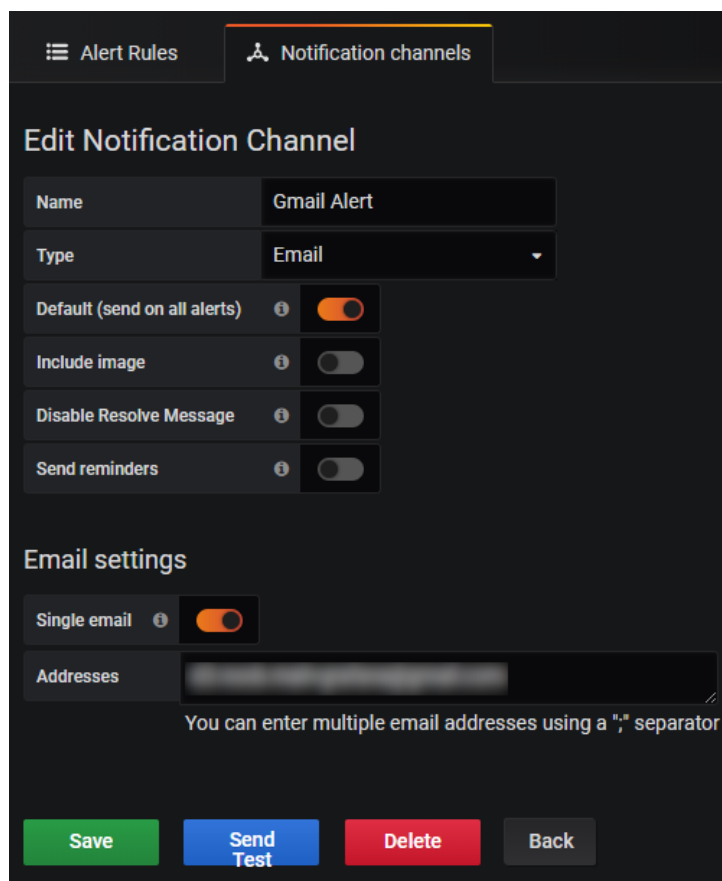 Alert Rules
Notification channels
Edit Notification Channel
Name
Gmail Alert
Type
Email
Default (send on all alerts)
Include image
Disable Resolve Message
Send reminders
Email settings
Single email
Addresses
You can enter multiple email addresses using a ";" separator
Save
Send
Test
Delete
Back